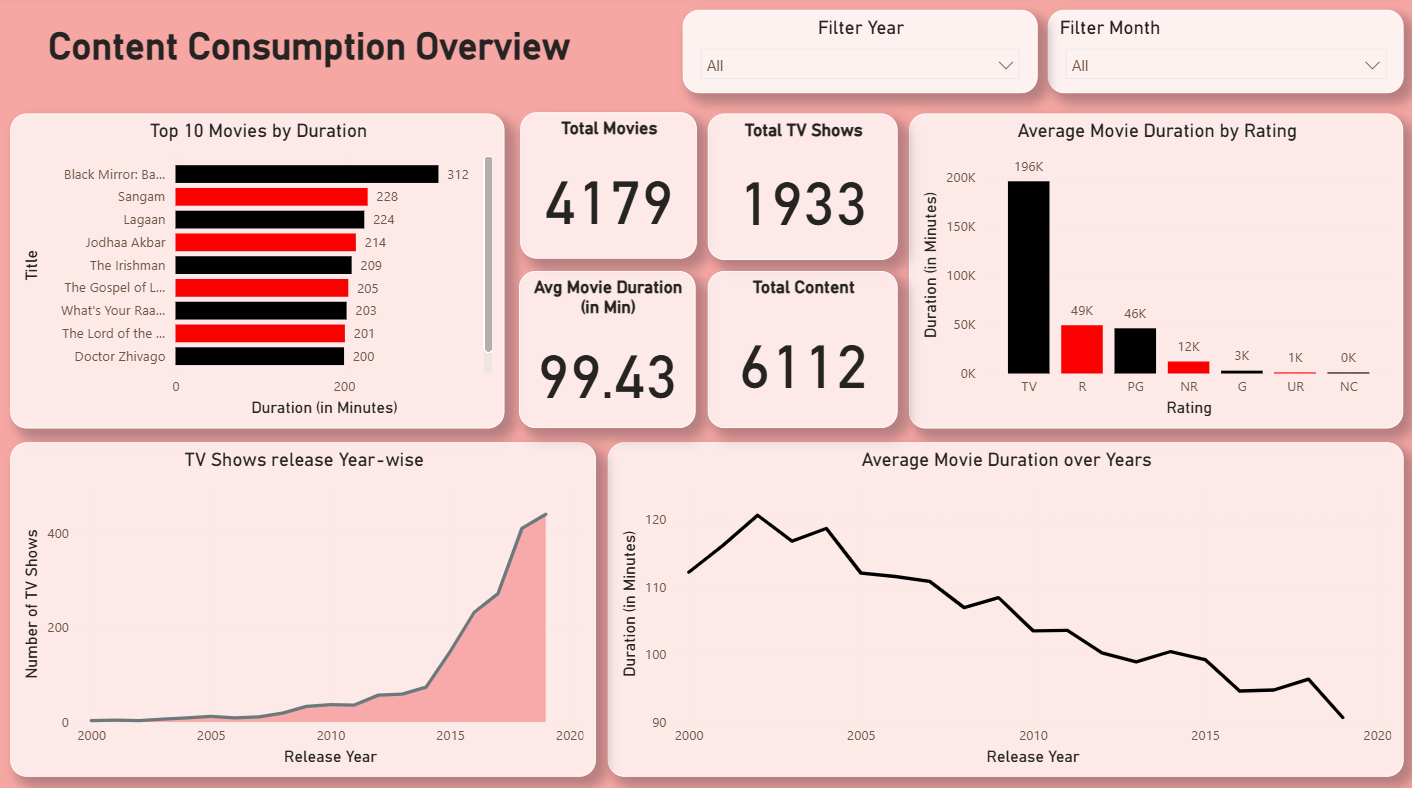 Content Consumption Overview
Filter Year
All
Filter Month
All
Top 10 Movies by Duration
Title
Black Mirror: Ba...
312
Sangam
228
Lagaan
224
Jodhaa Akbar
214
The Irishman
209
The Gospel of L...
205
What's Your Raa...
203
The Lord of the ...
201
Doctor Zhivago
200
0
200
Duration (in Minutes)
Total Movies
4179
Total TV Shows
1933
Avg Movie Duration
(in Min)
99.43
Total Content
6112
Average Movie Duration by Rating
Duration (in Minutes)
200K
150K
100K
50K
0K
196K
49K
46K
12K
3K
1K
0K
TV
R
PG
NR
G
UR
NC
Rating
TV Shows release Year-wise
Number of TV Shows
400
200
0
2000
2005
2010
2015
2020
Release Year
Average Movie Duration over Years
Duration (in Minutes)
120
110
100
90
2000
2005
2010
2015
2020
Release Year